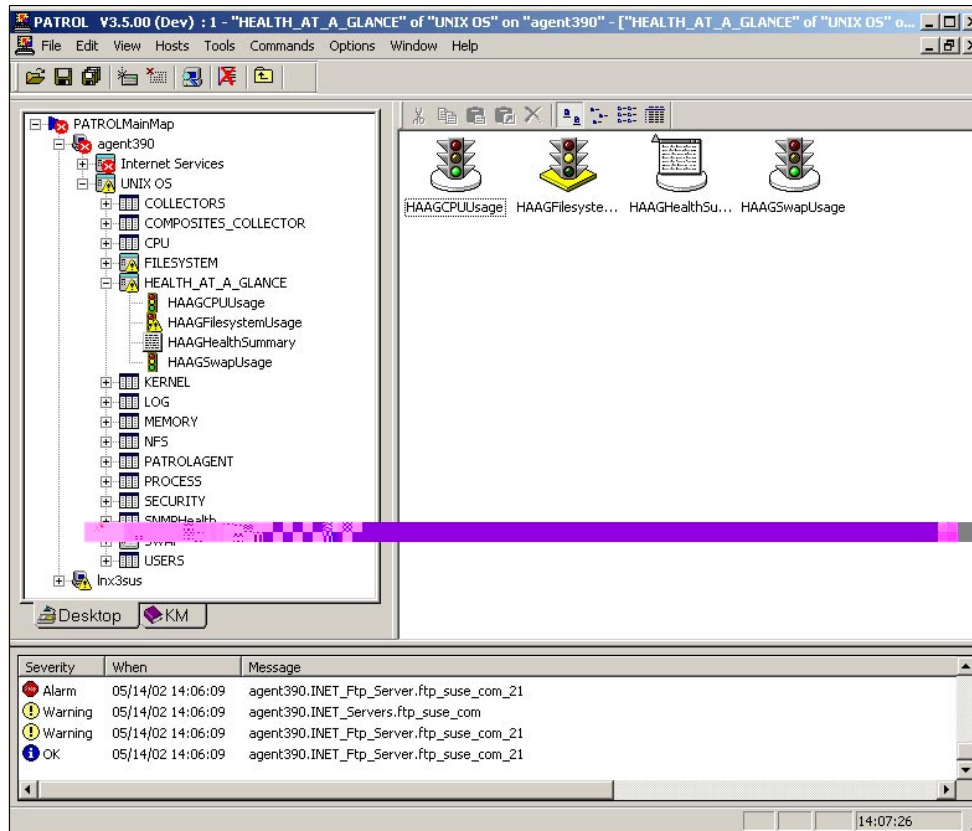 PATROL V3.5.00 (Dev) : 1 - "HEALTH_AT_A_GLANCE" of "UNIX OS" on "agent390" - ["HEALTH_AT_A_GLANCE" of "UNIX OS" o...
File Edit View Hosts Tools Commands Options Window Help
PATROLMainMap
agent390
Internet Services
UNIX OS
COLLECTORS
COMPOSITES_COLLECTOR
CPU
FILESYSTEM
HEALTH_AT_A_GLANCE
HAAGCPUUsage
HAAGFilesystemUsage
HAAGHealthSummary
HAAGSwapUsage
KERNEL
LOG
MEMORY
NFS
PATROLAGENT
PROCESS
SECURITY
SNMPHealth
USERS
lnx3sus
Desktop KM
HAAGCPUUsage HAAGFilesyste... HAAGHealthSu... HAAGSwapUsage
Severity When Message
Alarm 05/14/02 14:06:09 agent390.INET_Ftp_Server.ftp_suse_com_21
Warning 05/14/02 14:06:09 agent390.INET_Servers.ftp_suse_com
Warning 05/14/02 14:06:09 agent390.INET_Ftp_Server.ftp_suse_com_21
OK 05/14/02 14:06:09 agent390.INET_Ftp_Server.ftp_suse_com_21
14:07:26